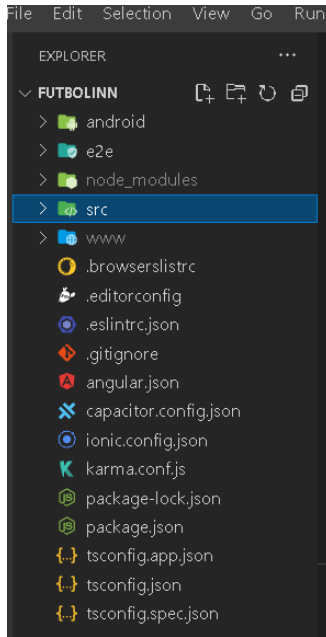 File Edit Selection View Go Run
EXPLORER ...
FUTBOLINN
android
e2e
node_modules
src
www
.browserslistrc
.editorconfig
.eslintrc.json
.gitignore
angular.json
capacitor.config.json
ionic.config.json
karma.conf.js
package-lock.json
package.json
tsconfig.app.json
tsconfig.json
tsconfig.spec.json